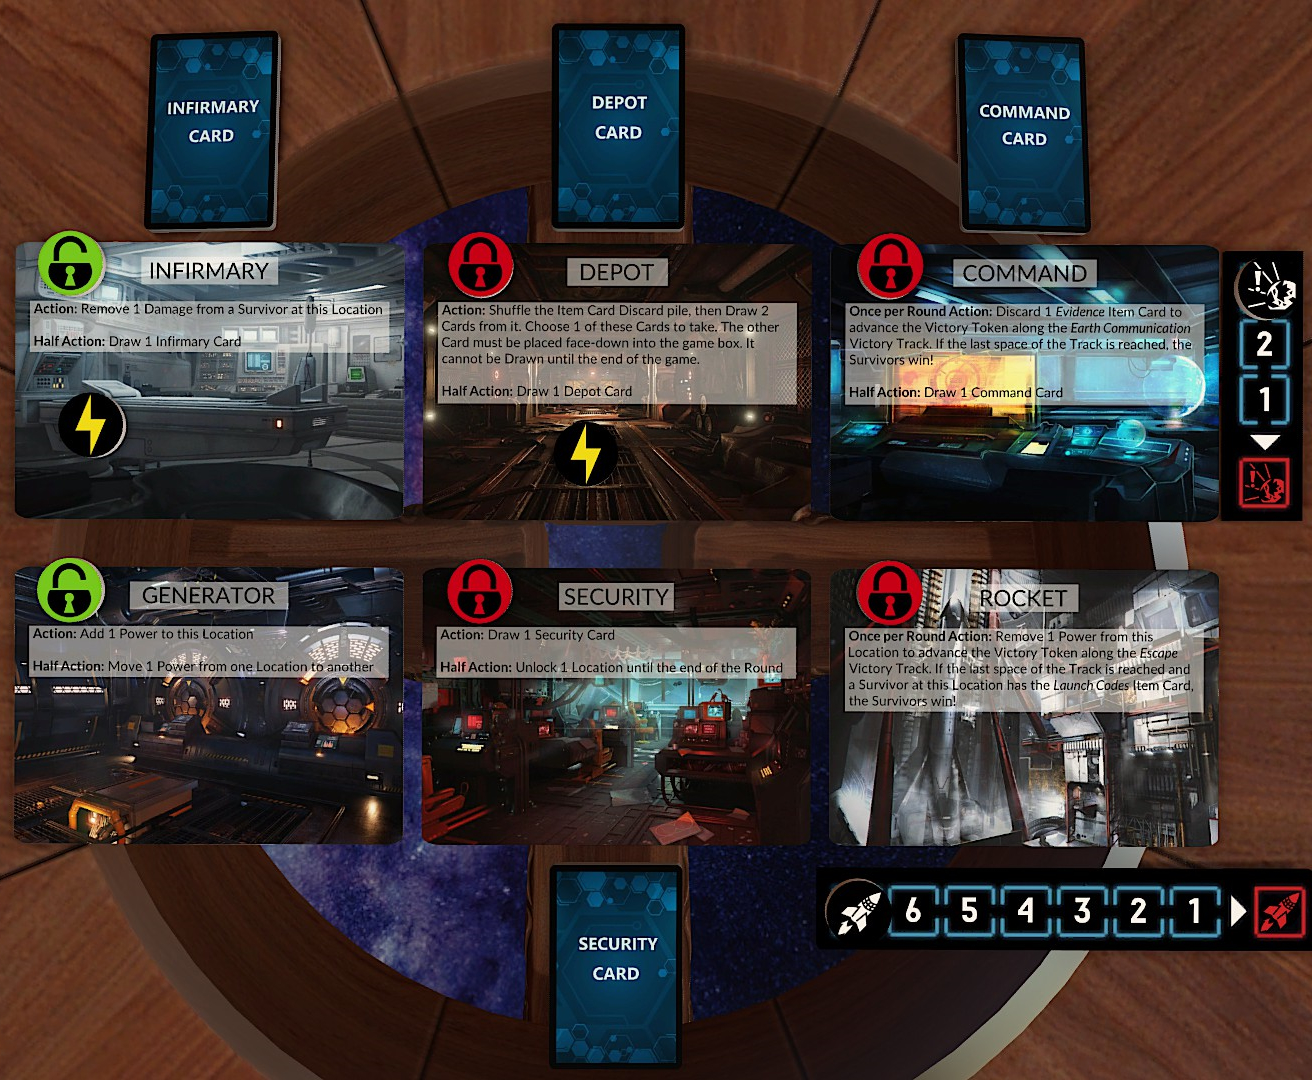 INFIRMARY
CARD
DEPOT
CARD
COMMAND
CARD
INFIRMARY
Action: Remove 1 Damage from a Survivor at this Location
Half Action: Draw 1 Infirmary Card
DEPOT
Action: Shuffle the Item Card Discard pile, then Draw 2
Cards from it. Choose 1 of these Cards to take. The other
Card must be placed face-down into the game box. It
cannot be Drawn until the end of the game.
Half Action: Draw 1 Depot Card
COMMAND
Once per Round Action: Discard 1 Evidence Item Card to
advance the Victory Token along the Earth Communication
Victory Track. If the last space of the Track is reached, the
Survivors win!
Half Action: Draw 1 Command Card
2
1
GENERATOR
Action: Add 1 Power to this Location
Half Action: Move 1 Power from one Location to another
SECURITY
Action: Draw 1 Security Card
Half Action: Unlock 1 Location until the end of the Round
ROCKET
Once per Round Action: Remove 1 Power from this
Location to advance the Victory Token along the Escape
Victory Track. If the last space of the Track is reached and
a Survivor at this Location has the Launch Codes Item Card,
the Survivors win!
6 5 4 3 2 1
SECURITY
CARD